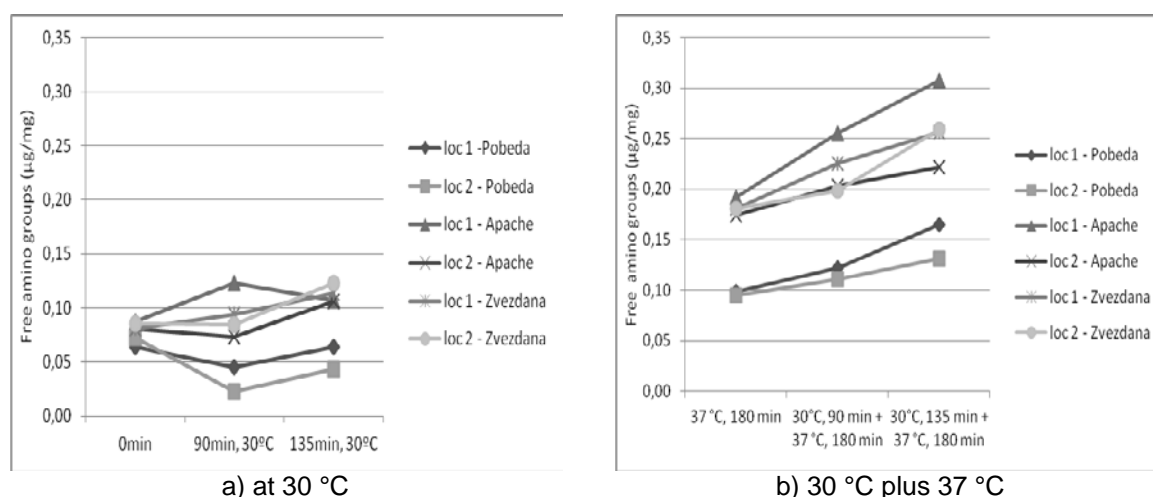 0,35
0,30
0,25
0,20
0,15
0,10
0,05
0,00
Free amino groups (µg/mg)
0min
90min, 30ºC
135min, 30ºC
loc 1 -Pobeda
loc 2 - Pobeda
loc 1 - Apache
loc 2 - Apache
loc 1 - Zvezdana
loc 2 - Zvezdana
a) at 30 °C
0,35
0,30
0,25
0,20
0,15
0,10
0,05
0,00
Free amino groups (µg/mg)
37 °C, 180 min
30°C, 90 min +
37 °C, 180 min
30°C, 135 min +
37 °C, 180 min
loc 1 - Pobeda
loc 2 - Pobeda
loc 1 - Apache
loc 2 - Apache
loc 1 - Zvezdana
loc 2 - Zvezdana
b) 30 °C plus 37 °C